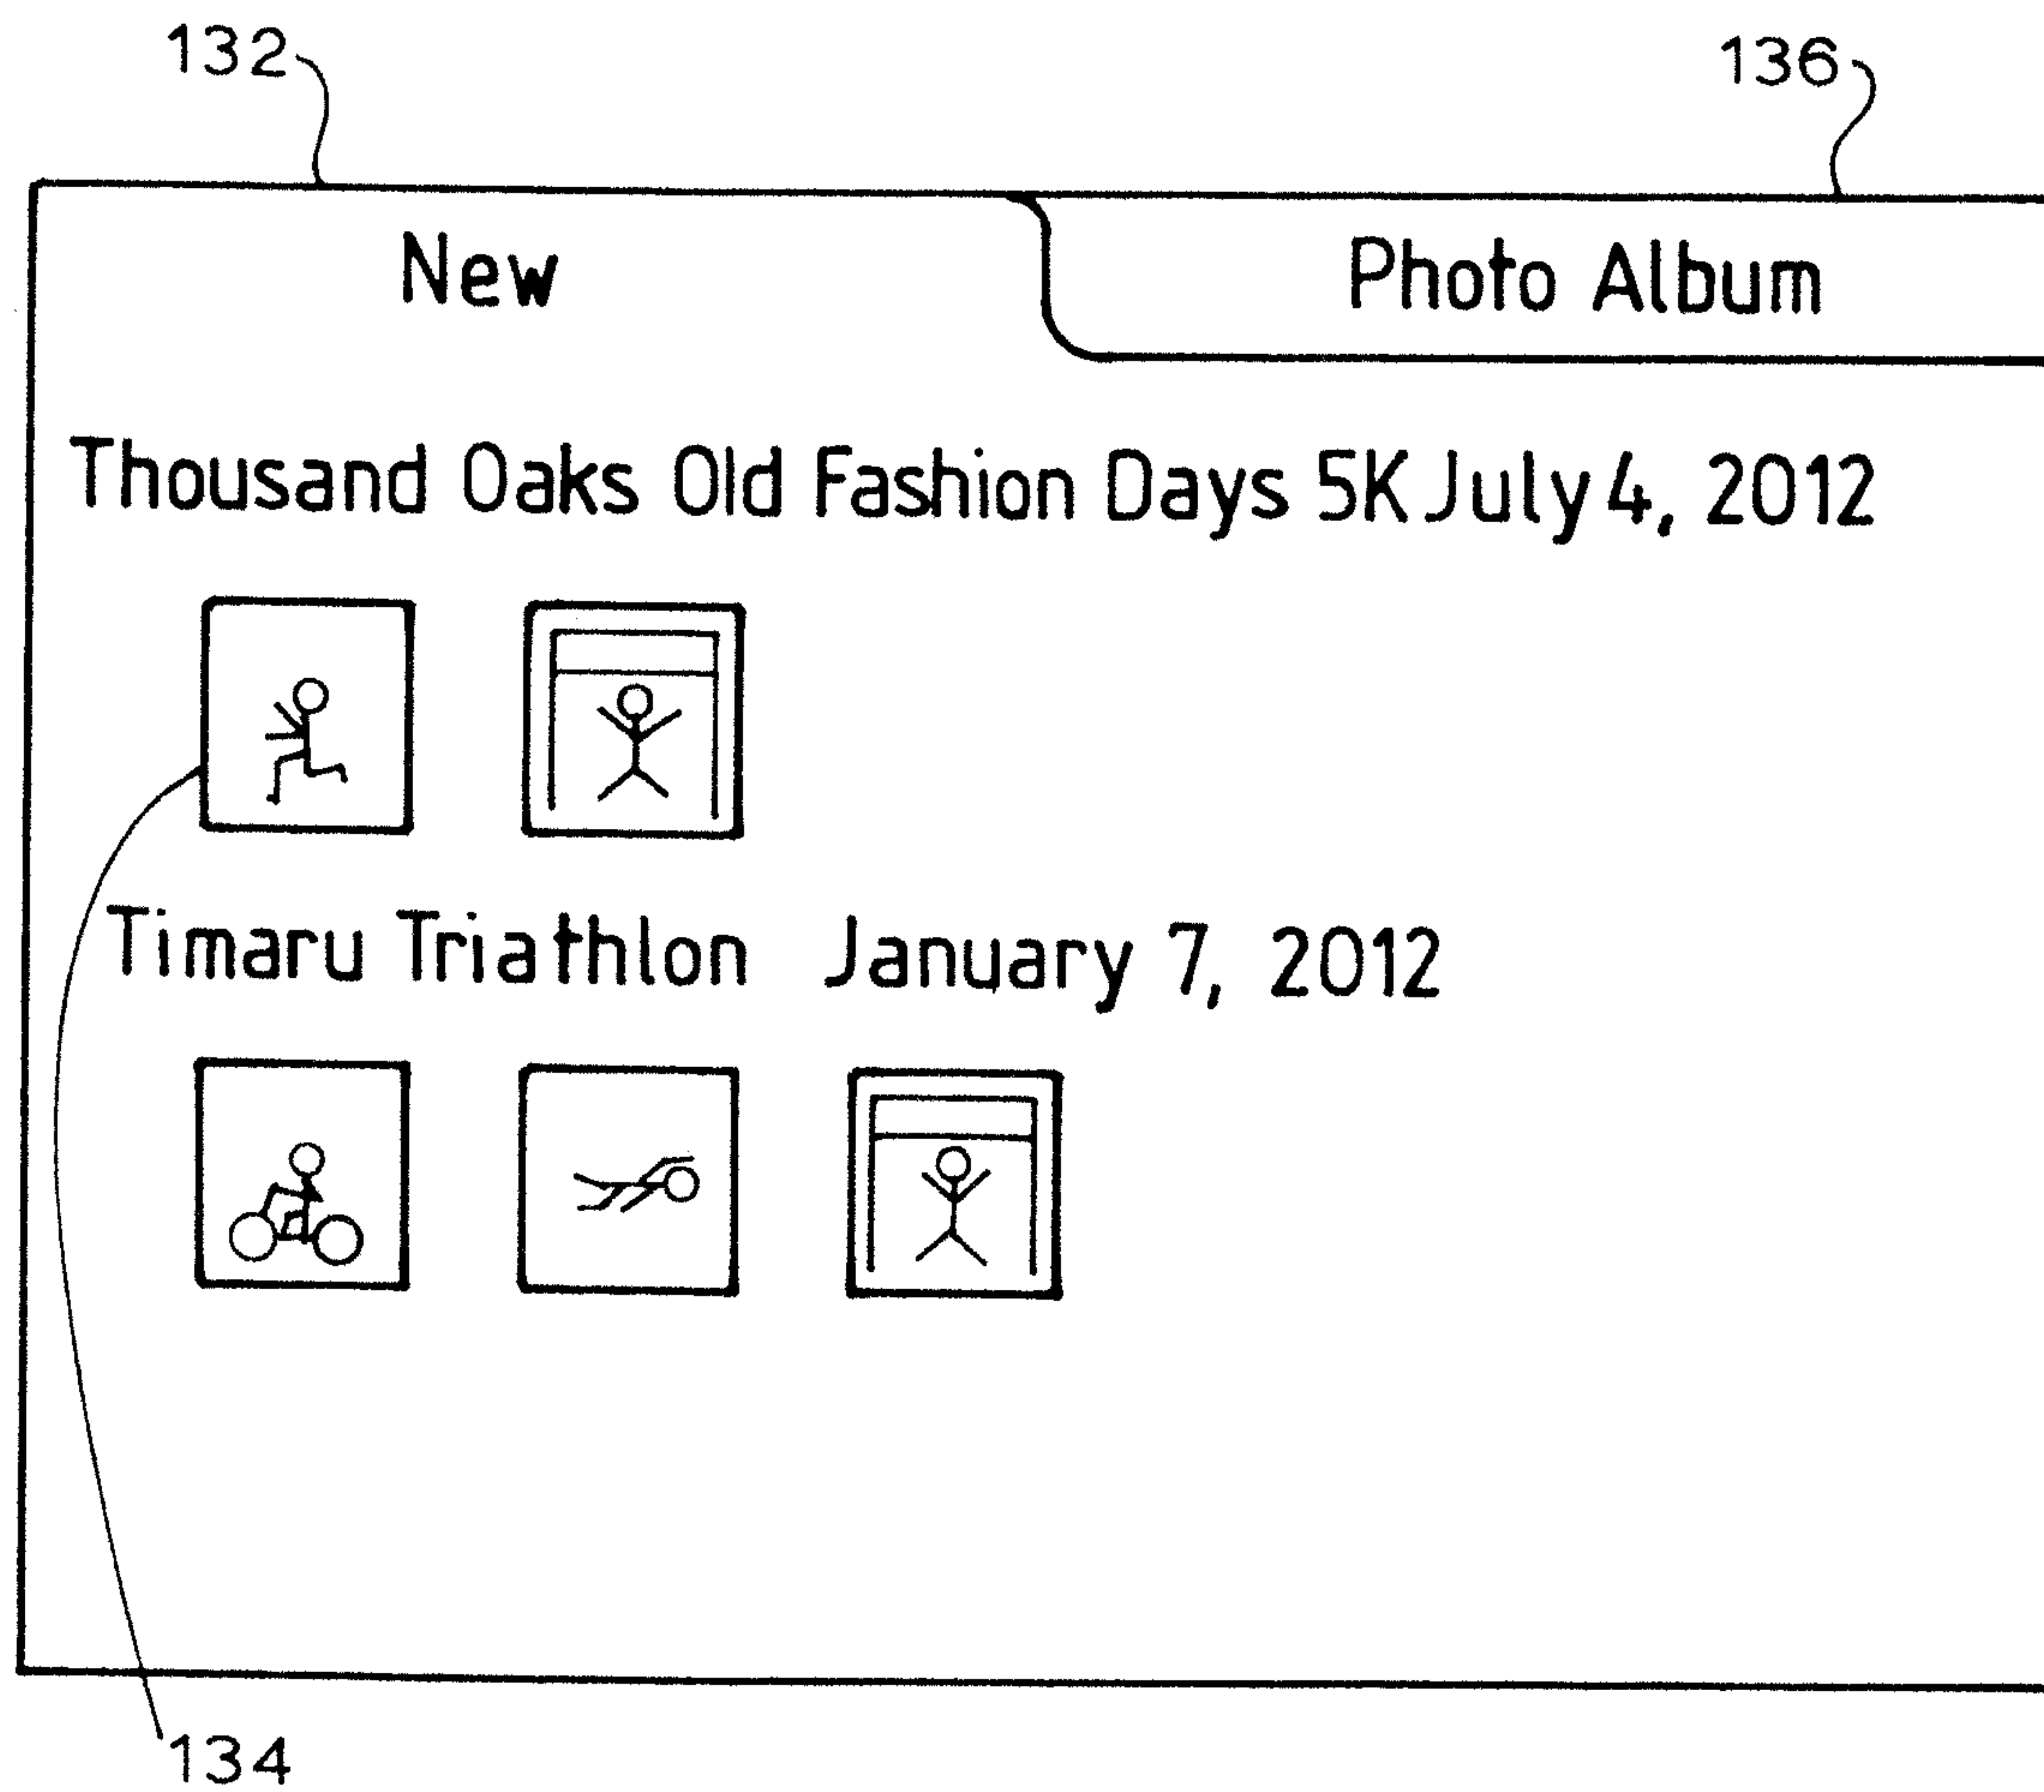 132 136
New Photo Album
Thousand Oaks Old Fashion Days 5K July 4, 2012
Timaru Triathlon January 7, 2012
134